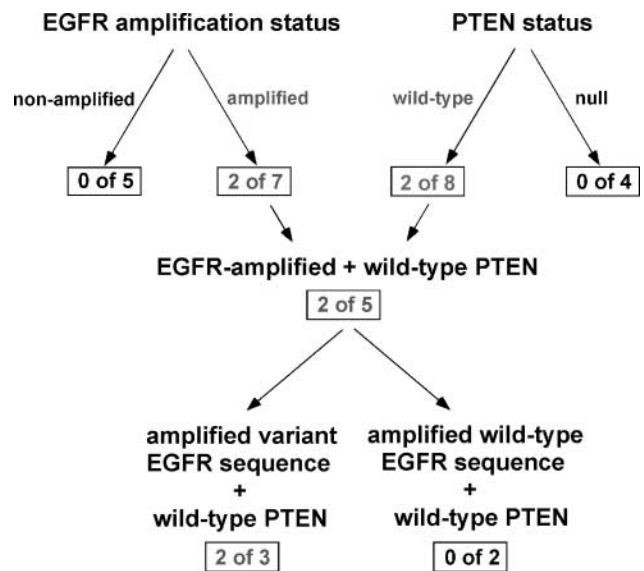 EGFR amplification status
PTEN status
non-amplified
amplified
wild-type
null
0 of 5
2 of 7
2 of 8
0 of 4
EGFR-amplified + wild-type PTEN
2 of 5
amplified variant
EGFR sequence
+
wild-type PTEN
2 of 3
amplified wild-type
EGFR sequence
+
wild-type PTEN
0 of 2